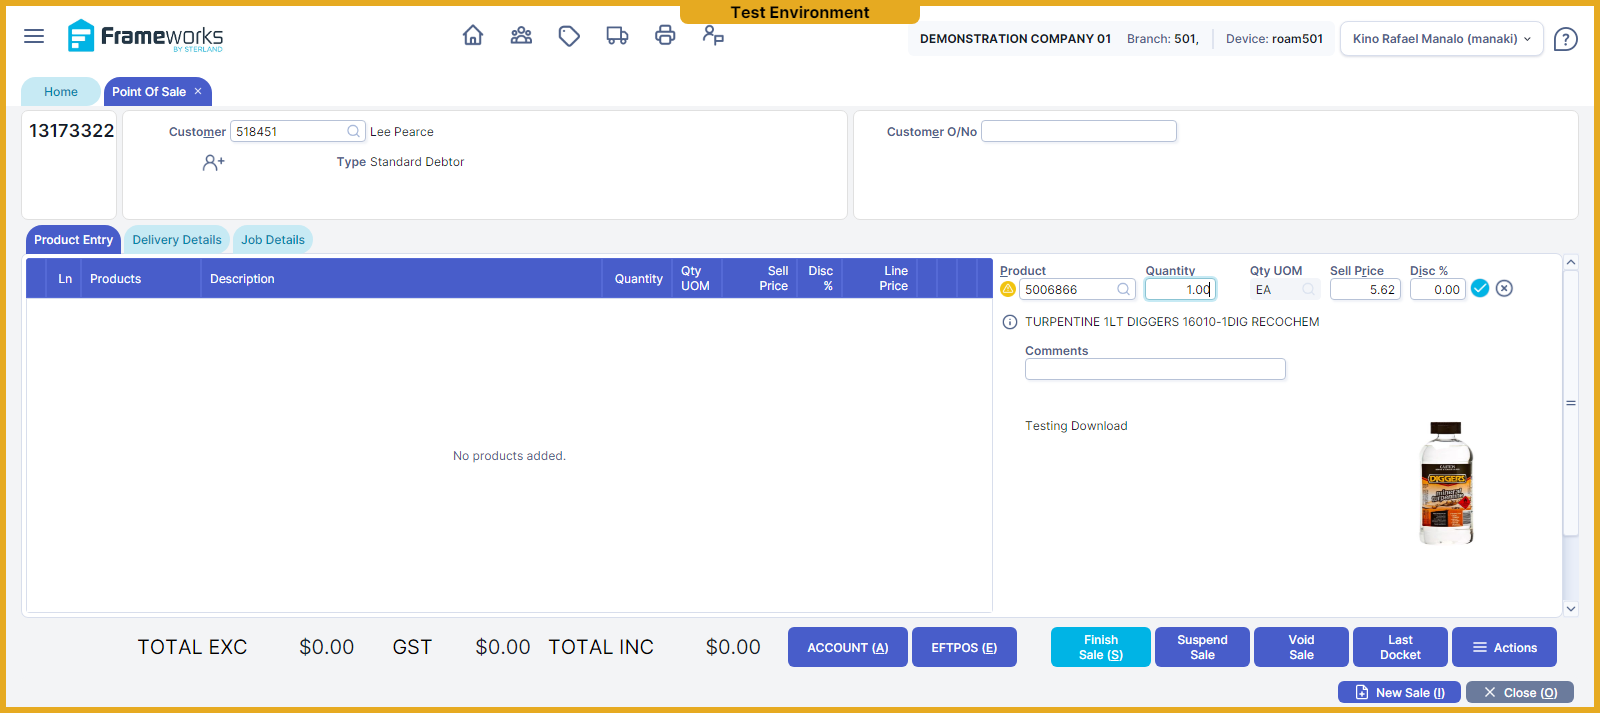 Test Environment
Frameworks
BY STERLAND
DEMONSTRATION COMPANY 01 Branch: 501, Device: roam501
Kino Rafael Manalo (manaki)
Home
Point Of Sale ×
13173322
Customer 518451 Lee Pearce
Type Standard Debtor
Customer O/No
Product Entry
Delivery Details
Job Details
Ln Products Description Quantity Qty UOM Sell Price Disc % Line Price
No products added.
Product Quantity Qty UOM Sell Price Disc %
5006866 1.00 EA 5.62 0.00
TURPENTINE 1LT DIGGERS 16010-1DIG RECOCHEM
Comments
Testing Download
DIGGERS
mineral
turpentine
TOTAL EXC $0.00 GST $0.00 TOTAL INC $0.00
ACCOUNT (A)
EFTPOS (E)
Finish Sale (S)
Suspend Sale
Void Sale
Last Docket
Actions
New Sale (I)
Close (O)